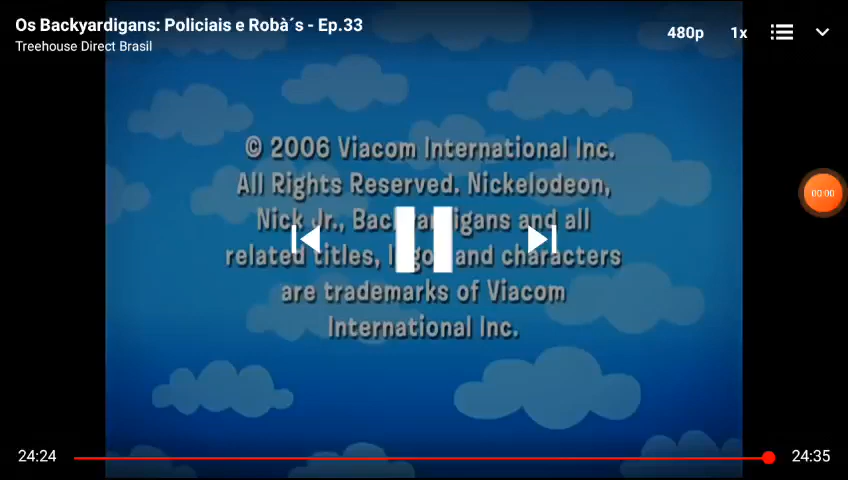 Os Backyardigans: Policiais e Robà´s - Ep.33
Treehouse Direct Brasil
480p
1x
© 2006 Viacom International Inc.
All Rights Reserved. Nickelodeon,
Nick Jr., Backyardigans and all
related titles, logos and characters
are trademarks of Viacom
International Inc.
00:00
24:24
24:35